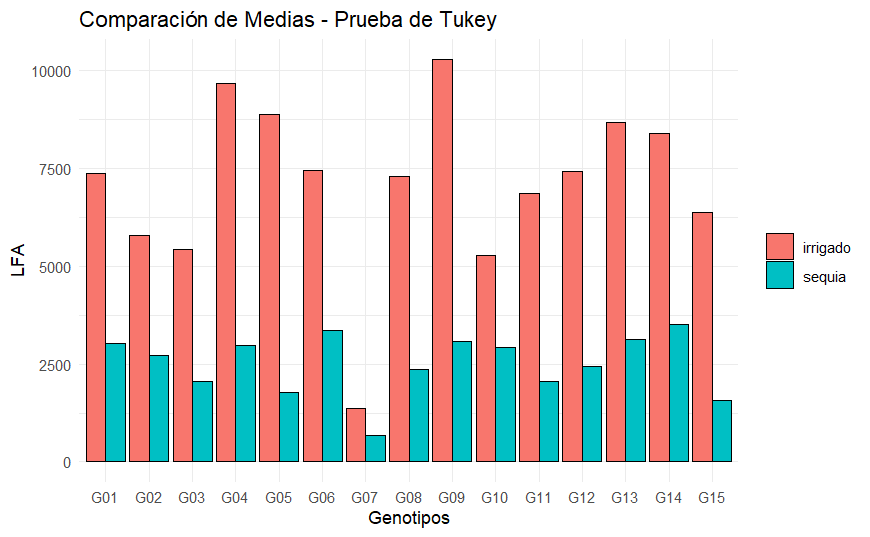 Comparación de Medias - Prueba de Tukey
LFA
10000
7500
5000
2500
0
G01 G02 G03 G04 G05 G06 G07 G08 G09 G10 G11 G12 G13 G14 G15
Genotipos
irrigado
sequia